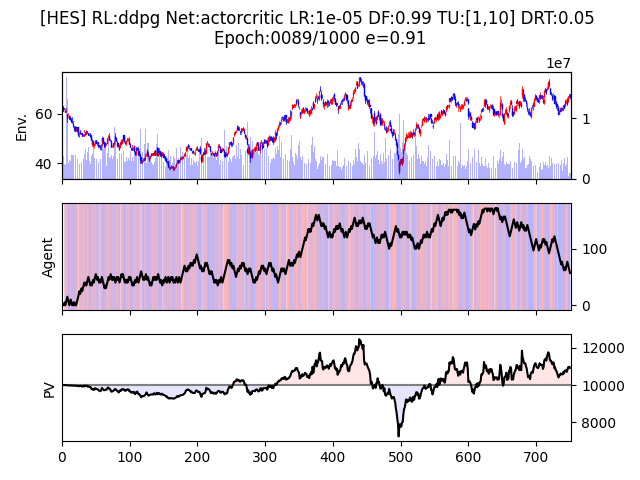 [HES] RL:ddpg Net:actorcritic LR:1e-05 DF:0.99 TU:[1,10] DRT:0.05
Epoch:0089/1000 e=0.91
1e7
Env.
60
40
1
0
Agent
100
0
PV
12000
10000
8000
0 100 200 300 400 500 600 700